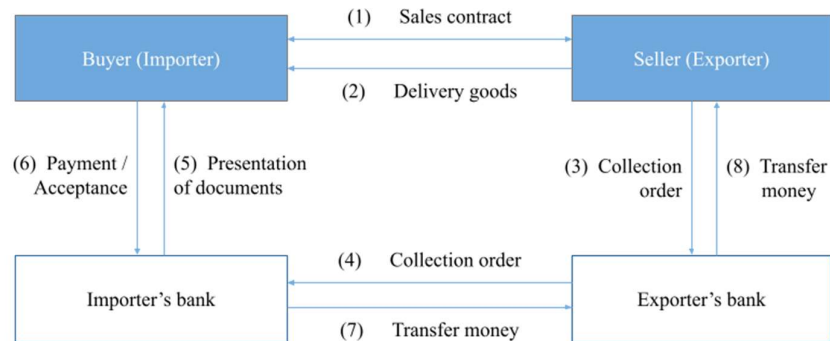 (1) Sales contract
Buyer (Importer)
Seller (Exporter)
(2) Delivery goods
(6) Payment /
Acceptance
(5) Presentation
of documents
(3) Collection
order
(8) Transfer
money
(4) Collection order
Importer's bank
Exporter's bank
(7) Transfer money